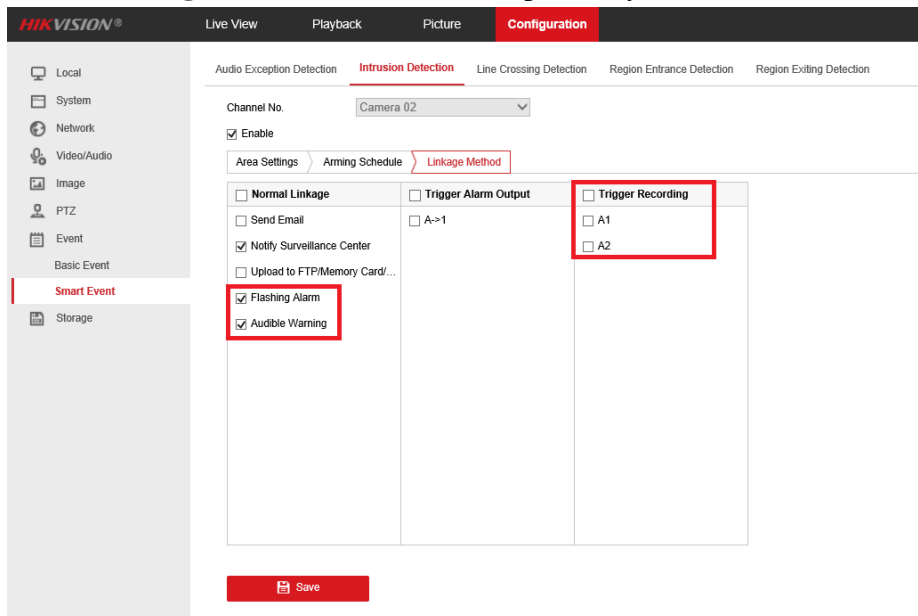 HIKVISION®
Live View Playback Picture Configuration
Local
System
Network
Video/Audio
Image
PTZ
Event
Basic Event
Smart Event
Storage
Audio Exception Detection Intrusion Detection Line Crossing Detection Region Entrance Detection Region Exiting Detection
Channel No. Camera 02
Enable
Area Settings Arming Schedule Linkage Method
Normal Linkage Trigger Alarm Output Trigger Recording
Send Email A->1 A1
Notify Surveillance Center A2
Upload to FTP/Memory Card/...
Flashing Alarm
Audible Warning
Save